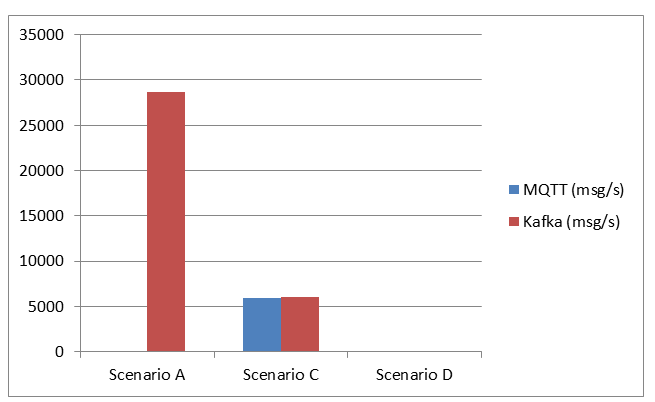 35000
30000
25000
20000
15000
10000
5000
0
Scenario A
Scenario C
Scenario D
MQTT (msg/s)
Kafka (msg/s)